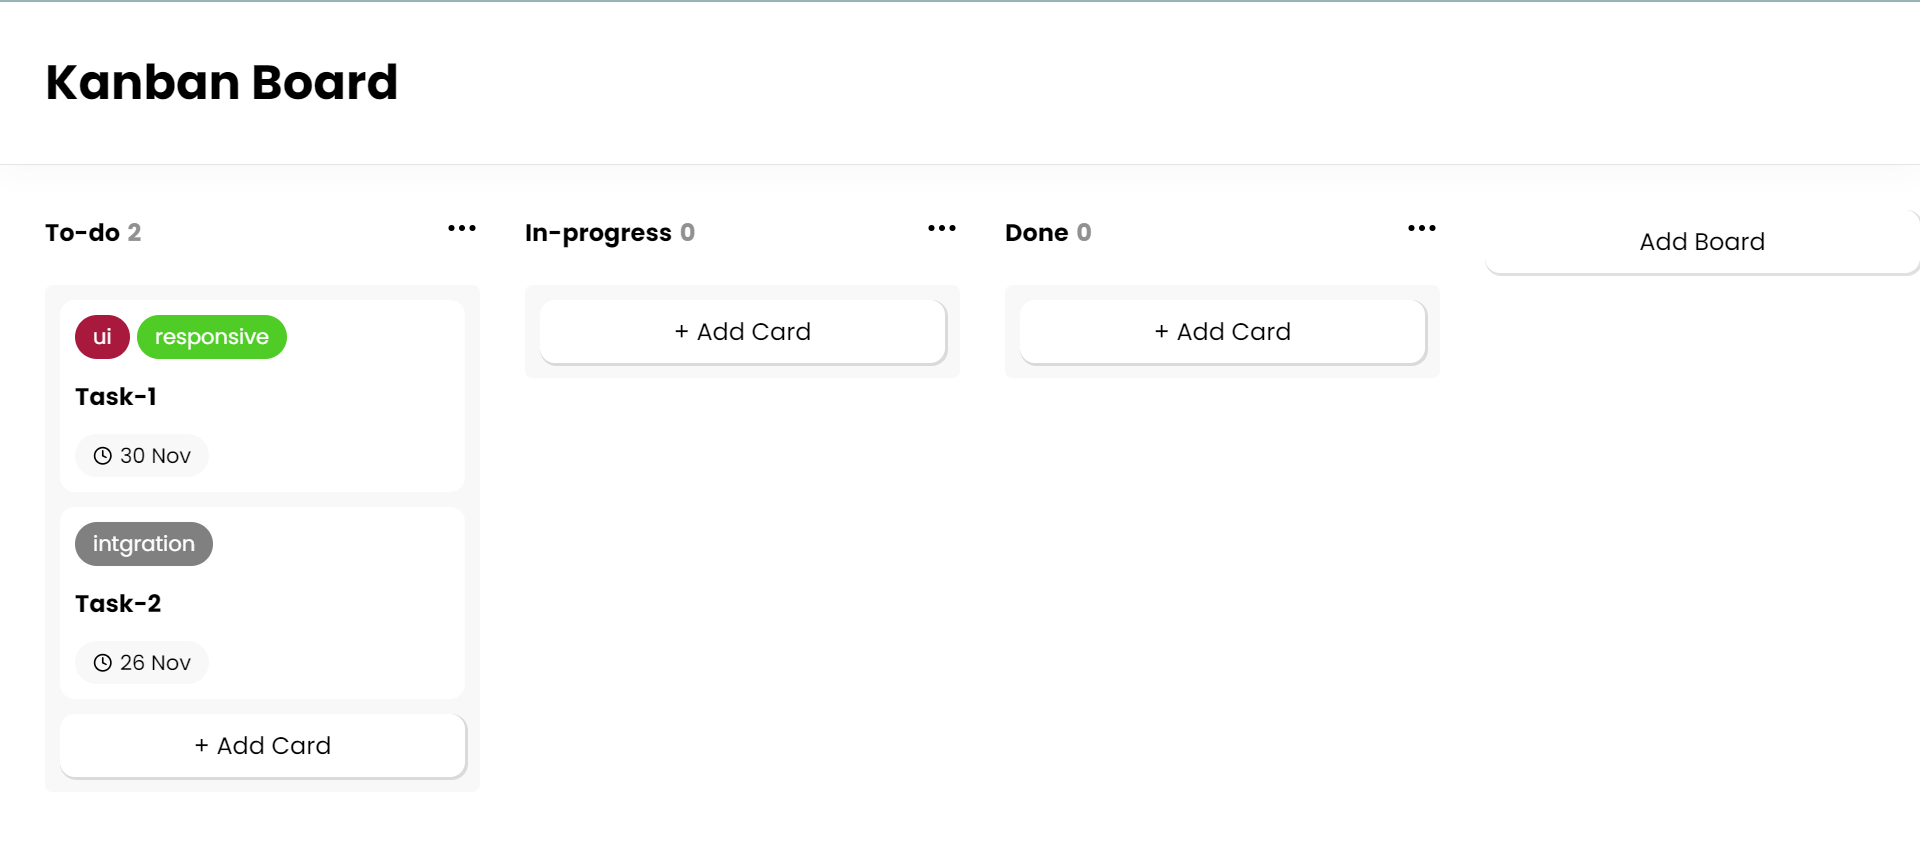 Kanban Board
To-do 2
ui responsive
Task-1
30 Nov
intgration
Task-2
26 Nov
+ Add Card
In-progress 0
+ Add Card
Done 0
+ Add Card
Add Board